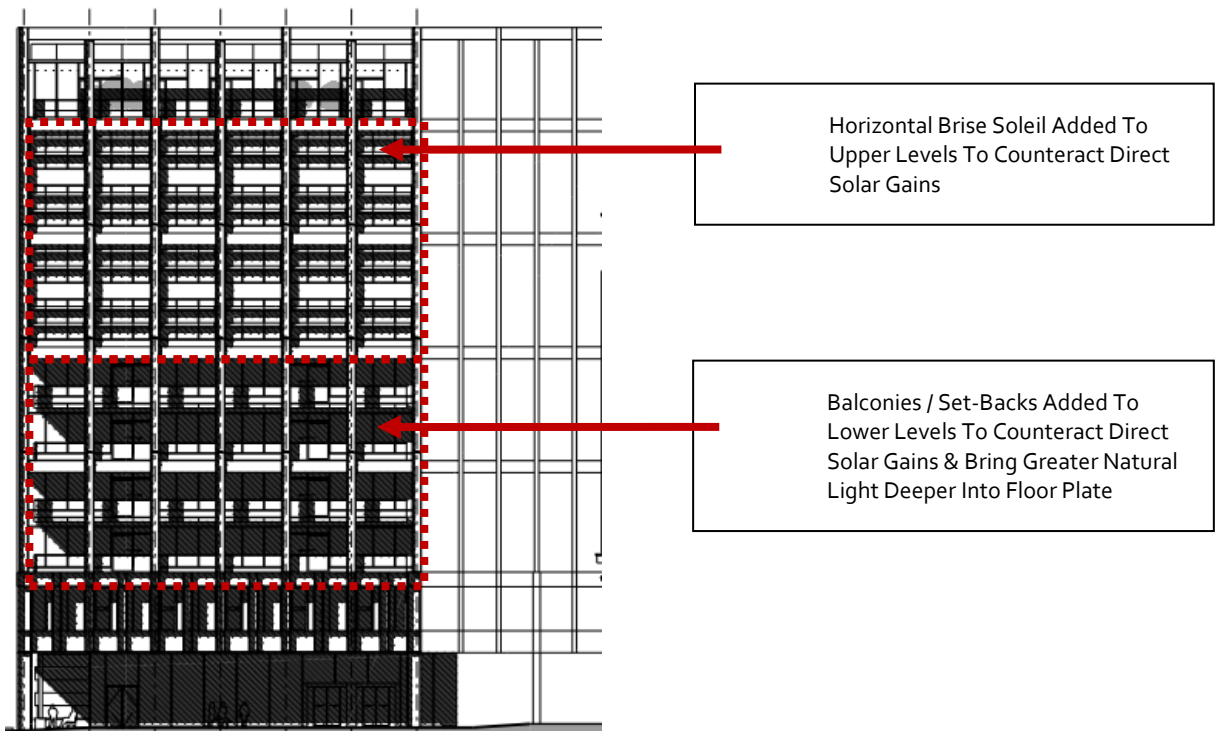 Horizontal Brise Soleil Added To
Upper Levels To Counteract Direct
Solar Gains
Balconies / Set-Backs Added To
Lower Levels To Counteract Direct
Solar Gains & Bring Greater Natural
Light Deeper Into Floor Plate